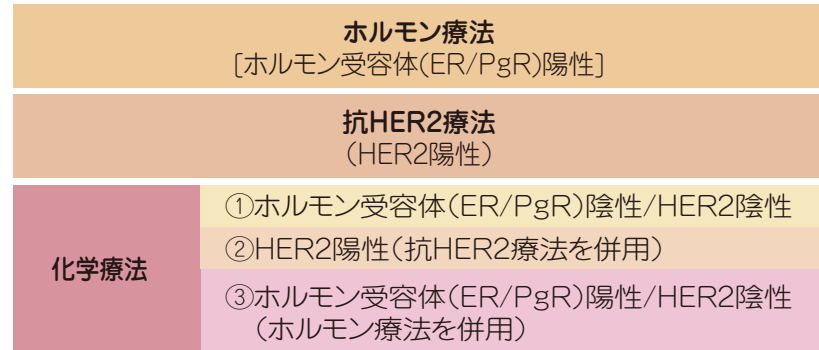 ホルモン療法
[ホルモン受容体(ER/PgR)陽性]
抗HER2療法
(HER2陽性)
化学療法
①ホルモン受容体(ER/PgR)陰性/HER2陰性
②HER2陽性(抗HER2療法を併用)
③ホルモン受容体(ER/PgR)陽性/HER2陰性
(ホルモン療法を併用)